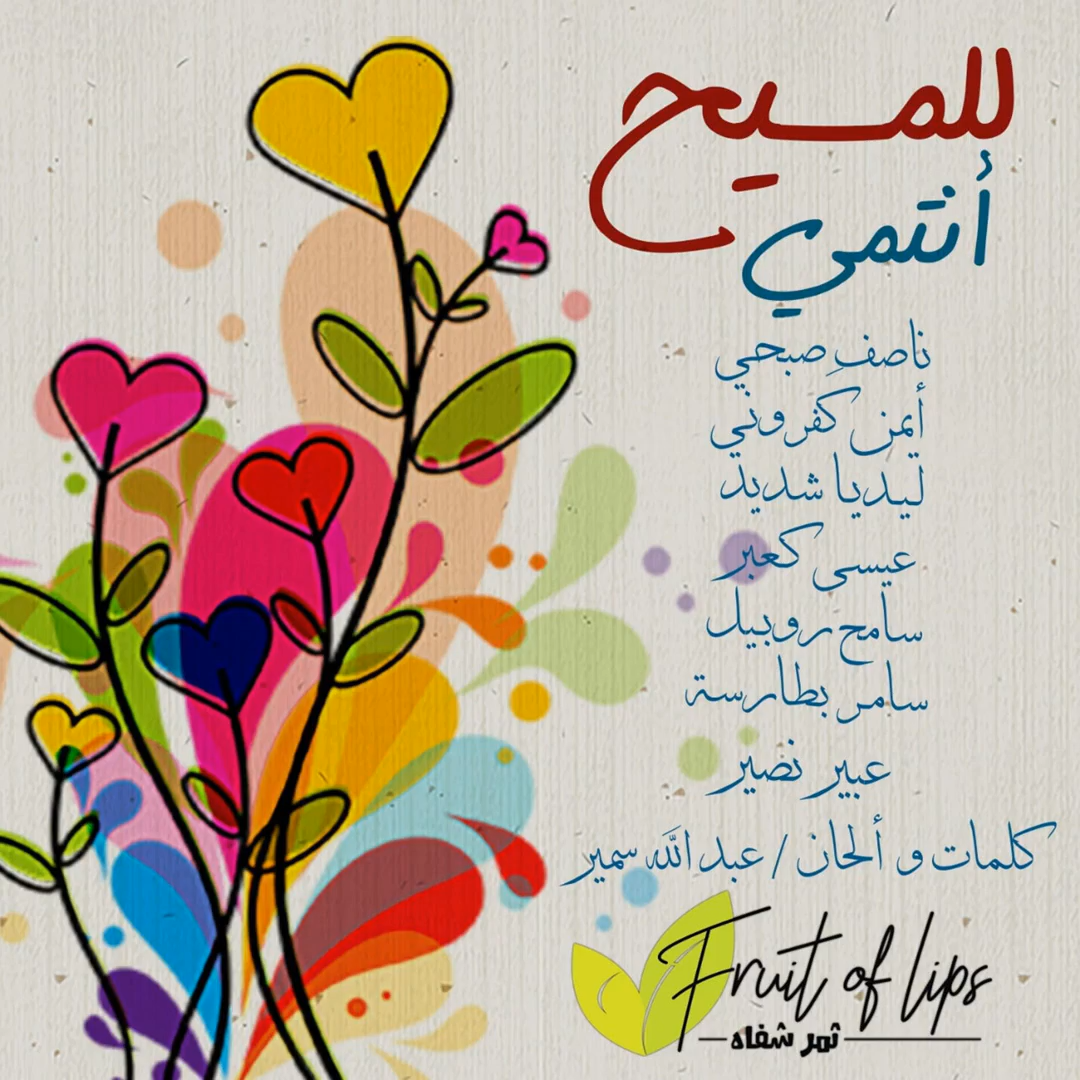 للمسيح
أنتمي
ناصف صبحي
أيمن كفروني
ليديا شديد
عيسى كعبر
سامح روبيل
سامر بطارسة
عبير نصير
كلمات و ألحان / عبد الله سمير
Fruit of lips
ثمر شفاه